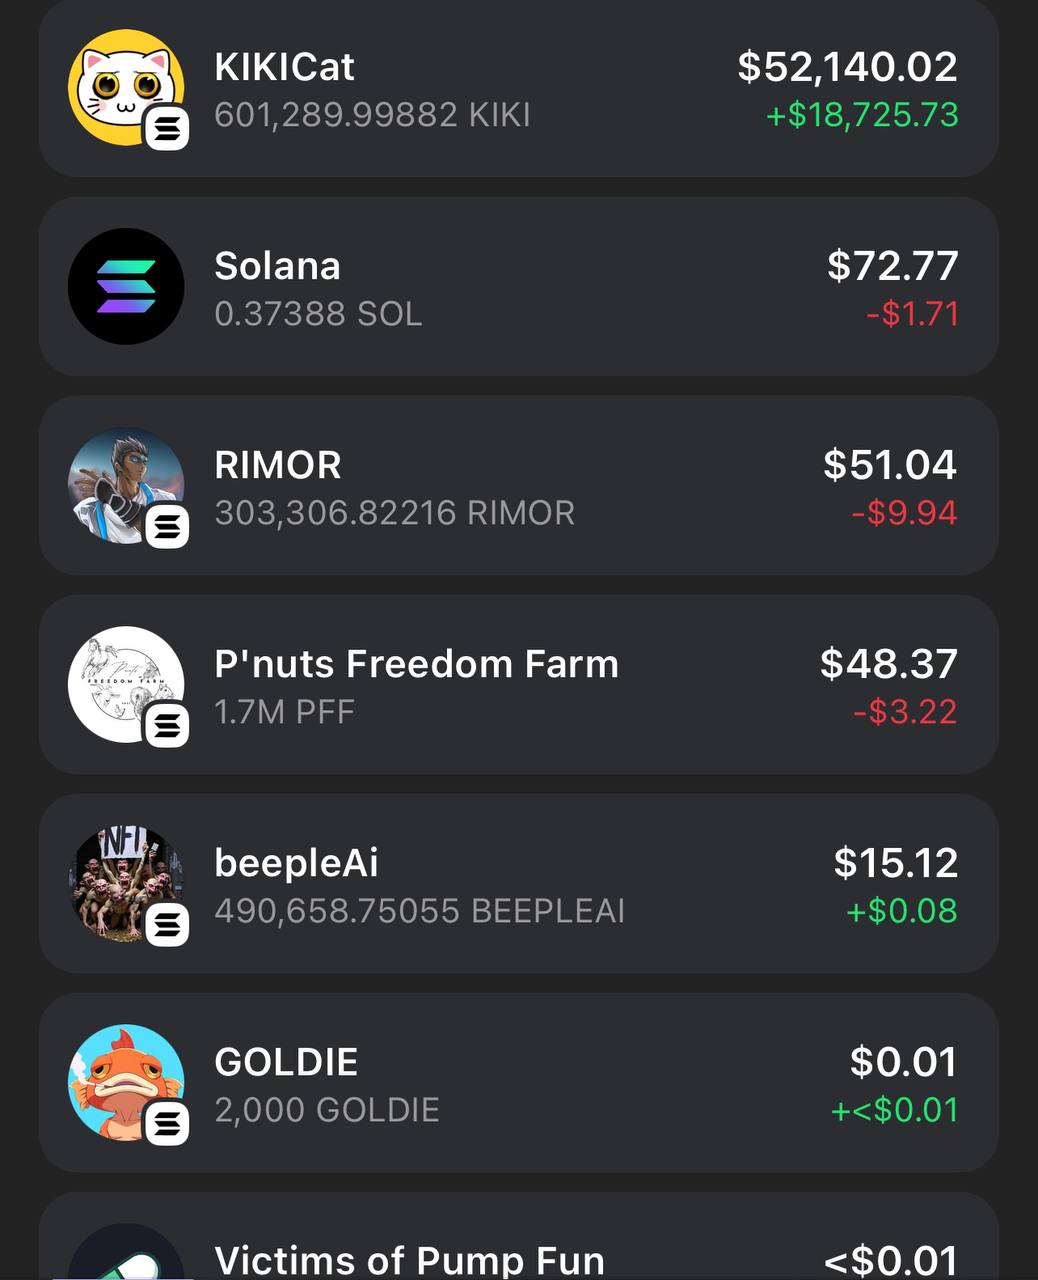 KIKICat
$52,140.02
601,289.99882 KIKI
+$18,725.73
Solana
$72.77
0.37388 SOL
-$1.71
RIMOR
$51.04
303,306.82216 RIMOR
-$9.94
P'nuts Freedom Farm
$48.37
1.7M PFF
-$3.22
FREEDOM FARM
NFT
beepleAi
$15.12
490,658.75055 BEEPLEAI
+$0.08
GOLDIE
$0.01
2,000 GOLDIE
+<$0.01
Victims of Pump Fun
<$0.01